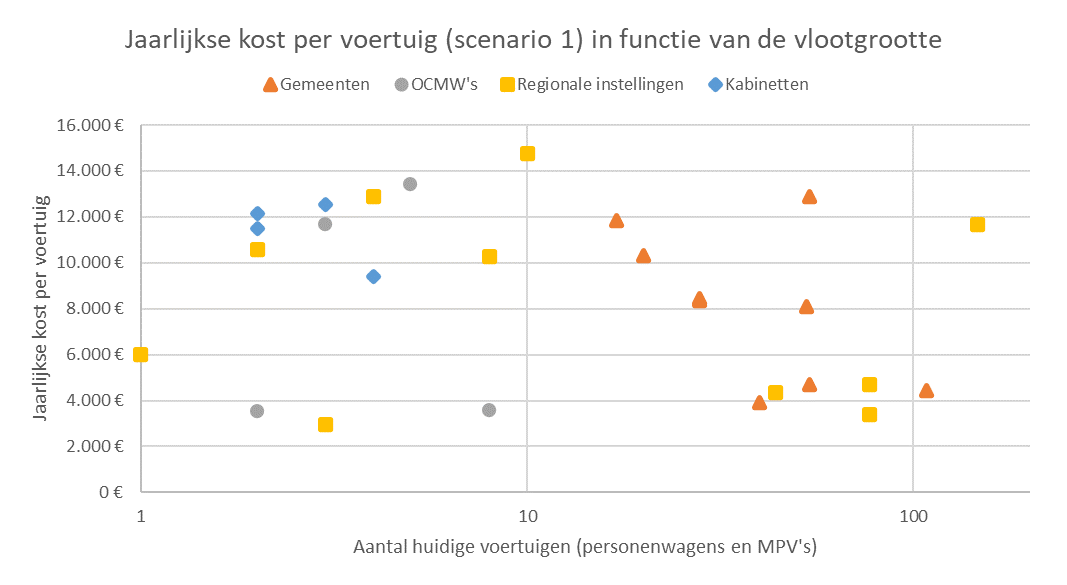 Jaarlijkse kost per voertuig (scenario 1) in functie van de vlootgrootte
Gemeenten OCMW's Regionale instellingen Kabinetten
Jaarlijkse kost per voertuig
16.000 €
14.000 €
12.000 €
10.000 €
8.000 €
6.000 €
4.000 €
2.000 €
0 €
1 10 100
Aantal huidige voertuigen (personenwagens en MPV's)